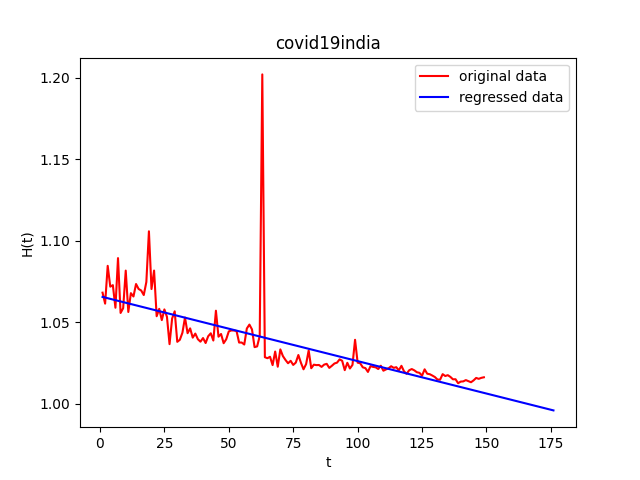 covid19india
original data
regressed data
1.20
1.15
1.10
1.05
1.00
H(t)
0 25 50 75 100 125 150 175
t